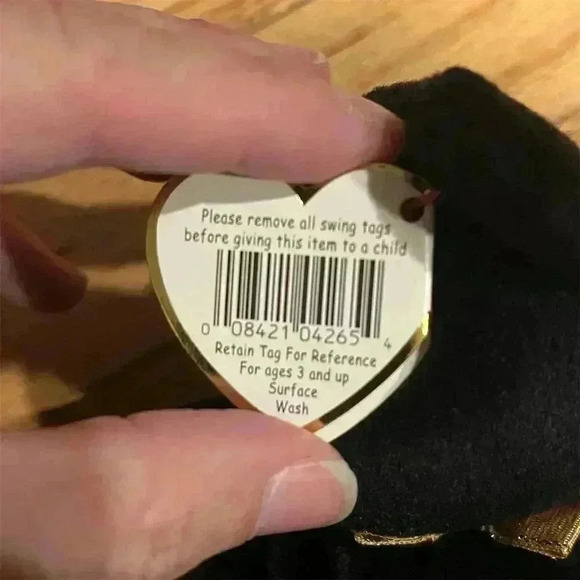 Please remove all swing tags
before giving this item to a child
0 08421 04265 4
Retain Tag For Reference
For ages 3 and up
Surface
Wash